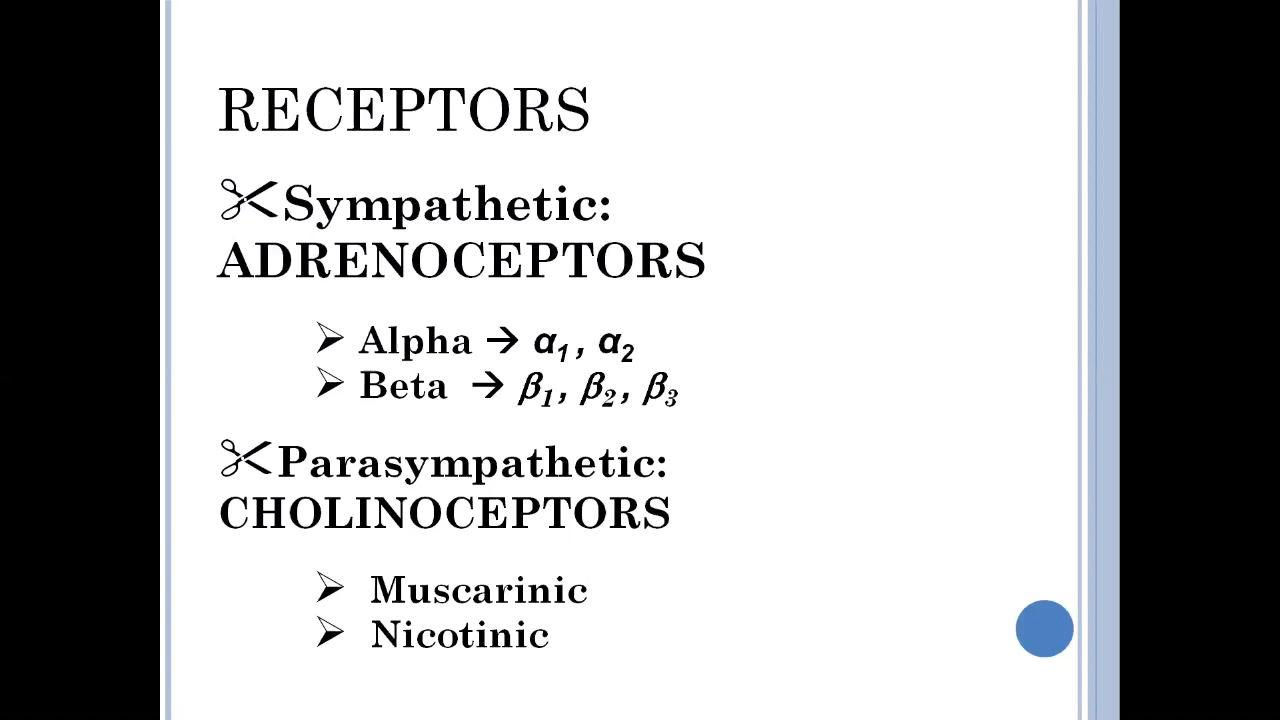 RECEPTORS
✂Sympathetic:
ADRENOCEPTORS
➢ Alpha → α₁, α₂
➢ Beta → β₁, β₂, β₃
✂Parasympathetic:
CHOLINOCEPTORS
➢ Muscarinic
➢ Nicotinic